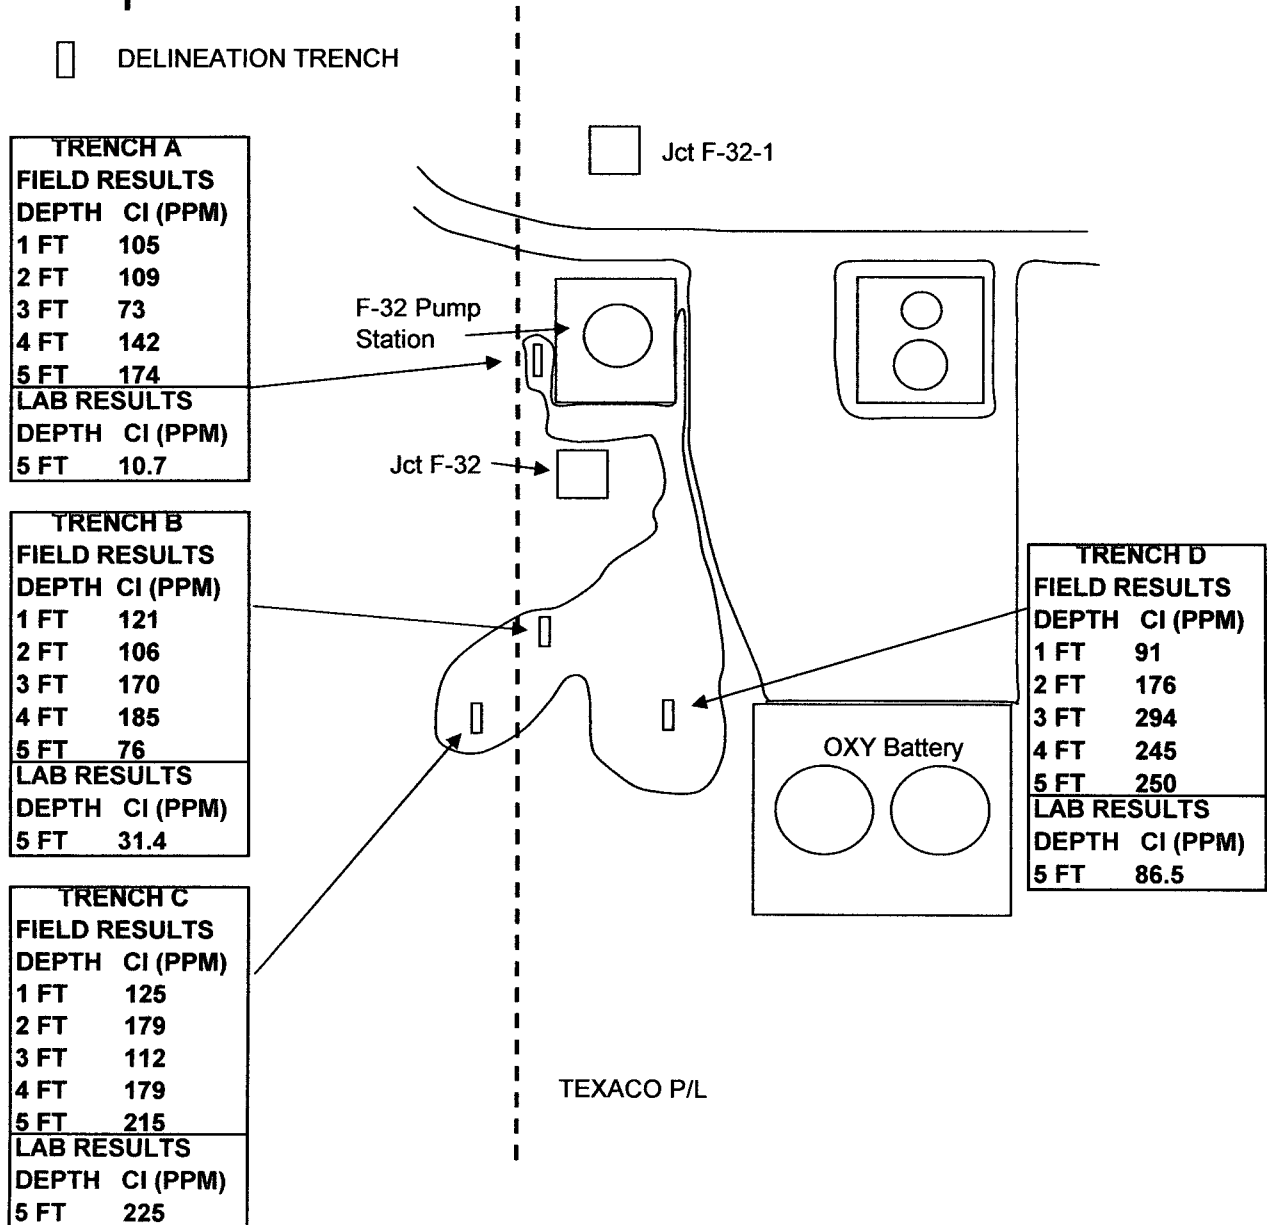 DELINEATION TRENCH
TRENCH A
FIELD RESULTS
DEPTH Cl (PPM)
1 FT 105
2 FT 109
3 FT 73
4 FT 142
5 FT 174
LAB RESULTS
DEPTH Cl (PPM)
5 FT 10.7
TRENCH B
FIELD RESULTS
DEPTH Cl (PPM)
1 FT 121
2 FT 106
3 FT 170
4 FT 185
5 FT 76
LAB RESULTS
DEPTH Cl (PPM)
5 FT 31.4
TRENCH C
FIELD RESULTS
DEPTH Cl (PPM)
1 FT 125
2 FT 179
3 FT 112
4 FT 179
5 FT 215
LAB RESULTS
DEPTH Cl (PPM)
5 FT 225
Jct F-32-1
F-32 Pump
Station
Jct F-32
OXY Battery
TEXACO P/L
TRENCH D
FIELD RESULTS
DEPTH Cl (PPM)
1 FT 91
2 FT 176
3 FT 294
4 FT 245
5 FT 250
LAB RESULTS
DEPTH Cl (PPM)
5 FT 86.5